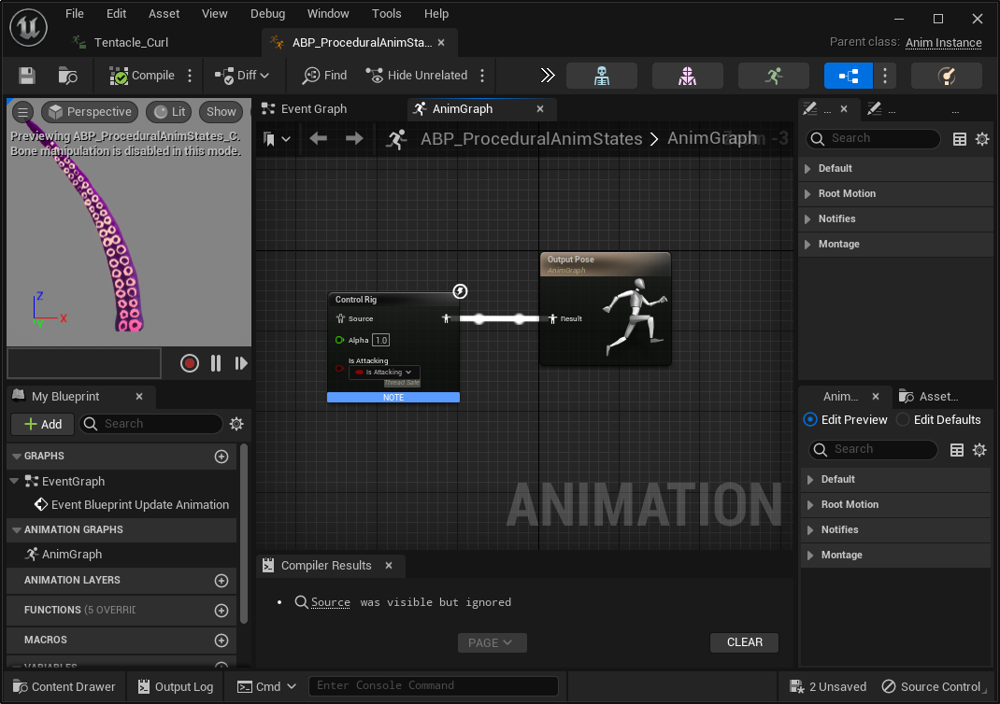 File Edit Asset View Debug Window Tools Help
Tentacle_Curl
ABP_ProceduralAnimSta...
Parent class: Anim Instance
Compile
Diff
Find
Hide Unrelated
Perspective
Lit
Show
Previewing ABP_ProceduralAnimStates_C.
Bone manipulation is disabled in this mode.
Z
X
Event Graph
AnimGraph
ABP_ProceduralAnimStates > AnimGraph
Zoom -3
Control Rig
Source
Alpha 1.0
Is Attacking
Is Attacking
Thread Safe
NOTE
Output Pose
AnimGraph
Result
ANIMATION
...
...
...
Search
Default
Root Motion
Notifies
Montage
My Blueprint
Add
Search
GRAPHS
EventGraph
Event Blueprint Update Animation
ANIMATION GRAPHS
AnimGraph
ANIMATION LAYERS
FUNCTIONS (5 OVERRID
MACROS
VARIABLES
Compiler Results
• Source was visible but ignored
PAGE
CLEAR
Anim...
Asset...
Edit Preview
Edit Defaults
Search
Default
Root Motion
Notifies
Montage
Content Drawer
Output Log
Cmd
Enter Console Command
2 Unsaved
Source Control